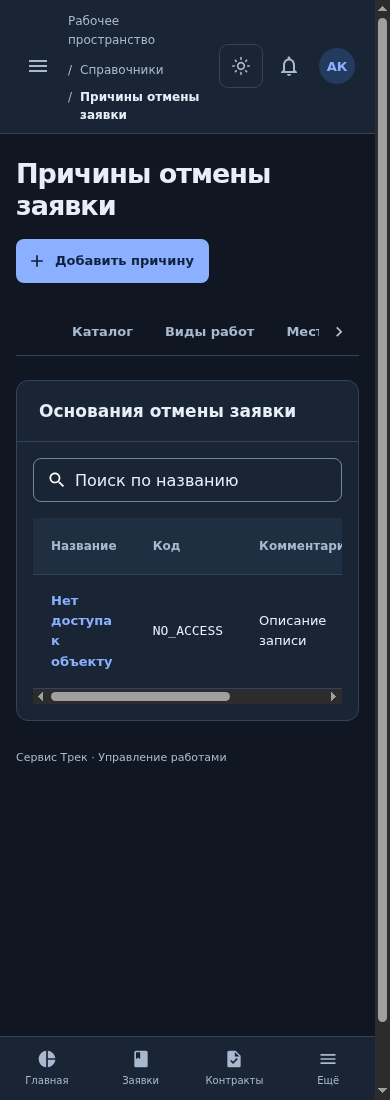 Рабочее
пространство
/ Справочники
/ Причины отмены
заявки
АК
Причины отмены
заявки
Добавить причину
Каталог Виды работ Мест
Основания отмены заявки
Поиск по названию
Название Код Комментари
Нет
доступа
к
объекту
NO_ACCESS
Описание
записи
Сервис Трек · Управление работами
Главная Заявки Контракты Ещё